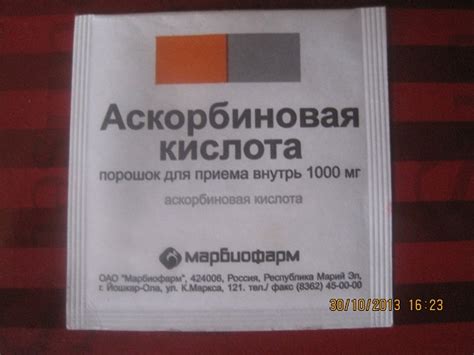 Аскорбиновая
кислота
порошок для приема внутрь 1000 мг
аскорбиновая кислота
марбиофарм
ОАО "Марбиофарм", 424006, Россия, Республика Марий Эл,
г. Йошкар-Ола, ул. К.Маркса, 121. тел./ факс (8362) 45-00-00
30/10/2013 16:23